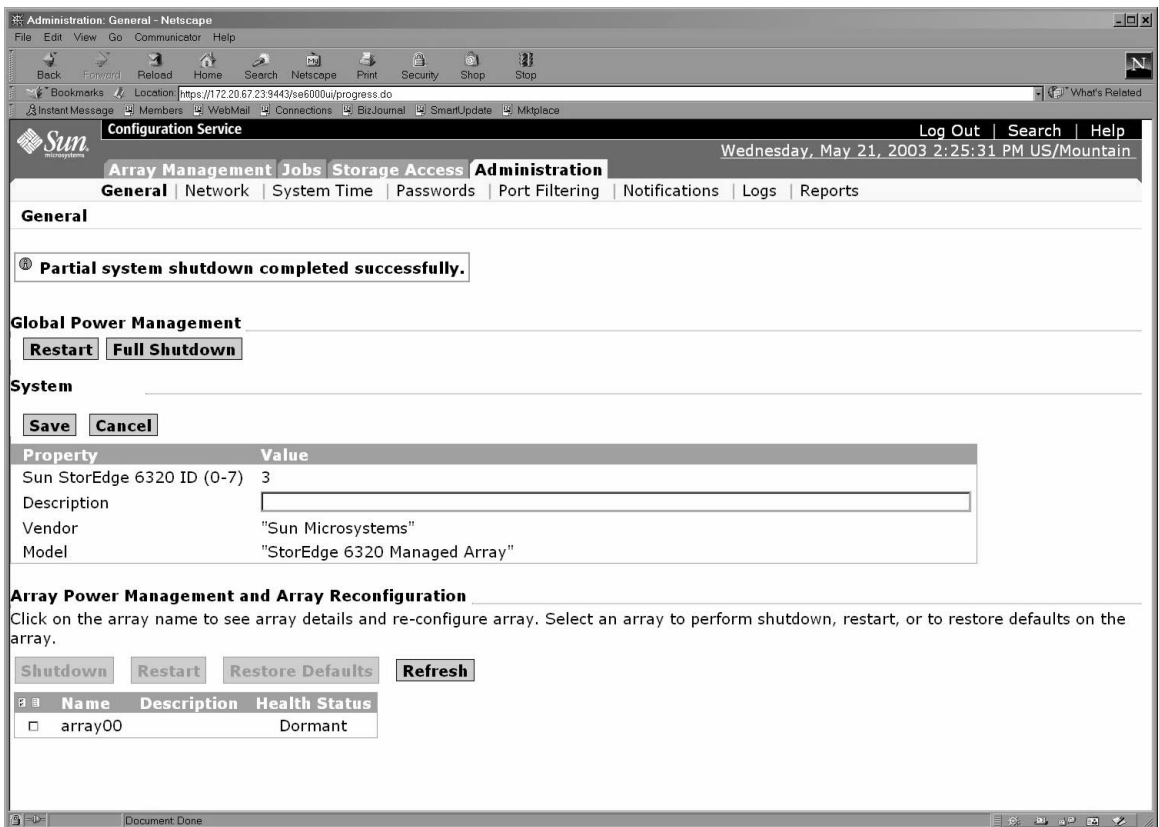 Administration: General - Netscape
File Edit View Go Communicator Help
Back Forward Reload Home Search Netscape Print Security Shop Stop
N
Bookmarks Location: https://172.20.67.23:9443/se6000ui/progress.do What's Related
Instant Message Members WebMail Connections BizJournal SmartUpdate Mktplace
Sun microsystems
Configuration Service
Log Out | Search | Help
Wednesday, May 21, 2003 2:25:31 PM US/Mountain
Array Management Jobs Storage Access Administration
General | Network | System Time | Passwords | Port Filtering | Notifications | Logs | Reports
General
Partial system shutdown completed successfully.
Global Power Management
Restart Full Shutdown
System
Save Cancel
Property Value
Sun StorEdge 6320 ID (0-7) 3
Description
Vendor "Sun Microsystems"
Model "StorEdge 6320 Managed Array"
Array Power Management and Array Reconfiguration
Click on the array name to see array details and re-configure array. Select an array to perform shutdown, restart, or to restore defaults on the
array.
Shutdown Restart Restore Defaults Refresh
Name Description Health Status
array00 Dormant
Document: Done